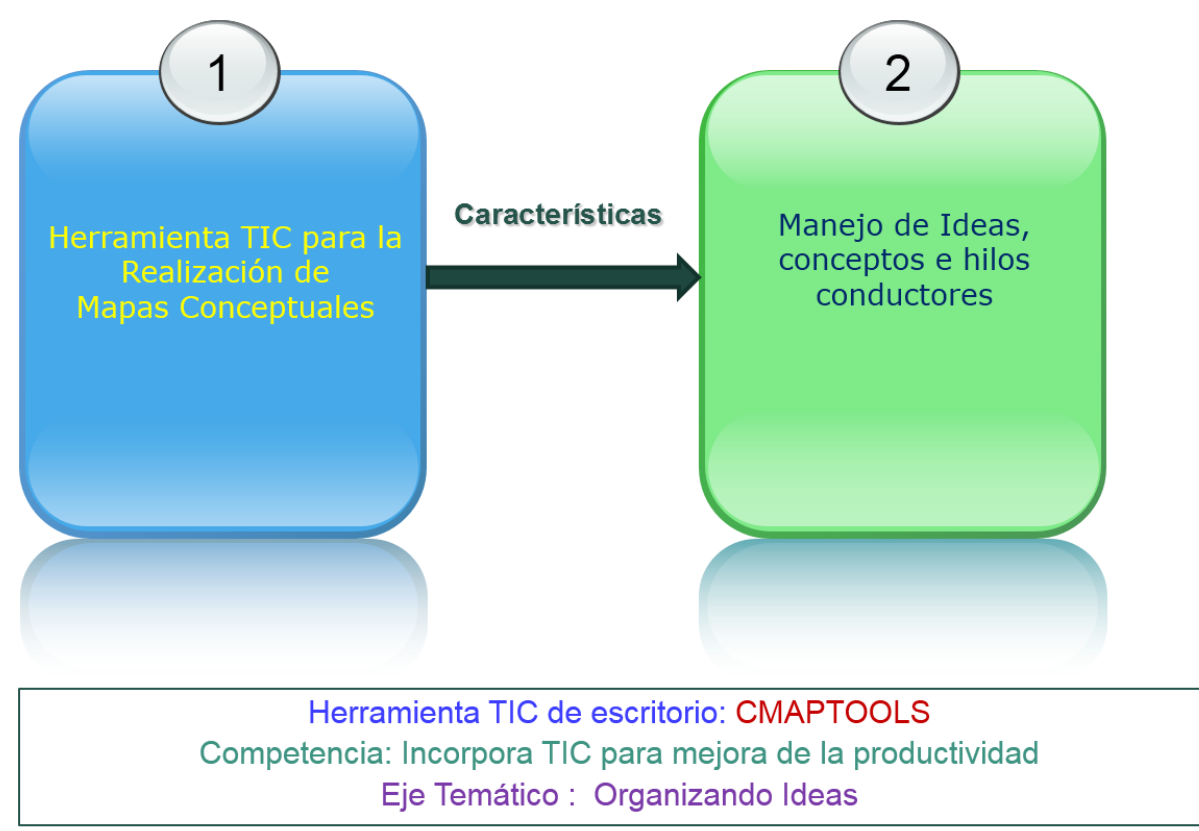 1
Herramienta TIC para la
Realización de
Mapas Conceptuales
Características
2
Manejo de Ideas,
conceptos e hilos
conductores
Herramienta TIC de escritorio: CMAPTOOLS
Competencia: Incorpora TIC para mejora de la productividad
Eje Temático : Organizando Ideas